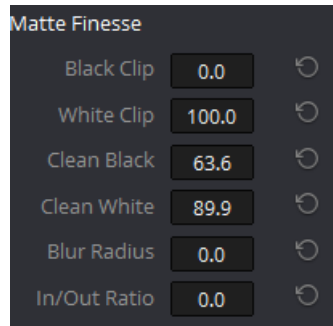 Matte Finesse
Black Clip 0.0
White Clip 100.0
Clean Black 63.6
Clean White 89.9
Blur Radius 0.0
In/Out Ratio 0.0